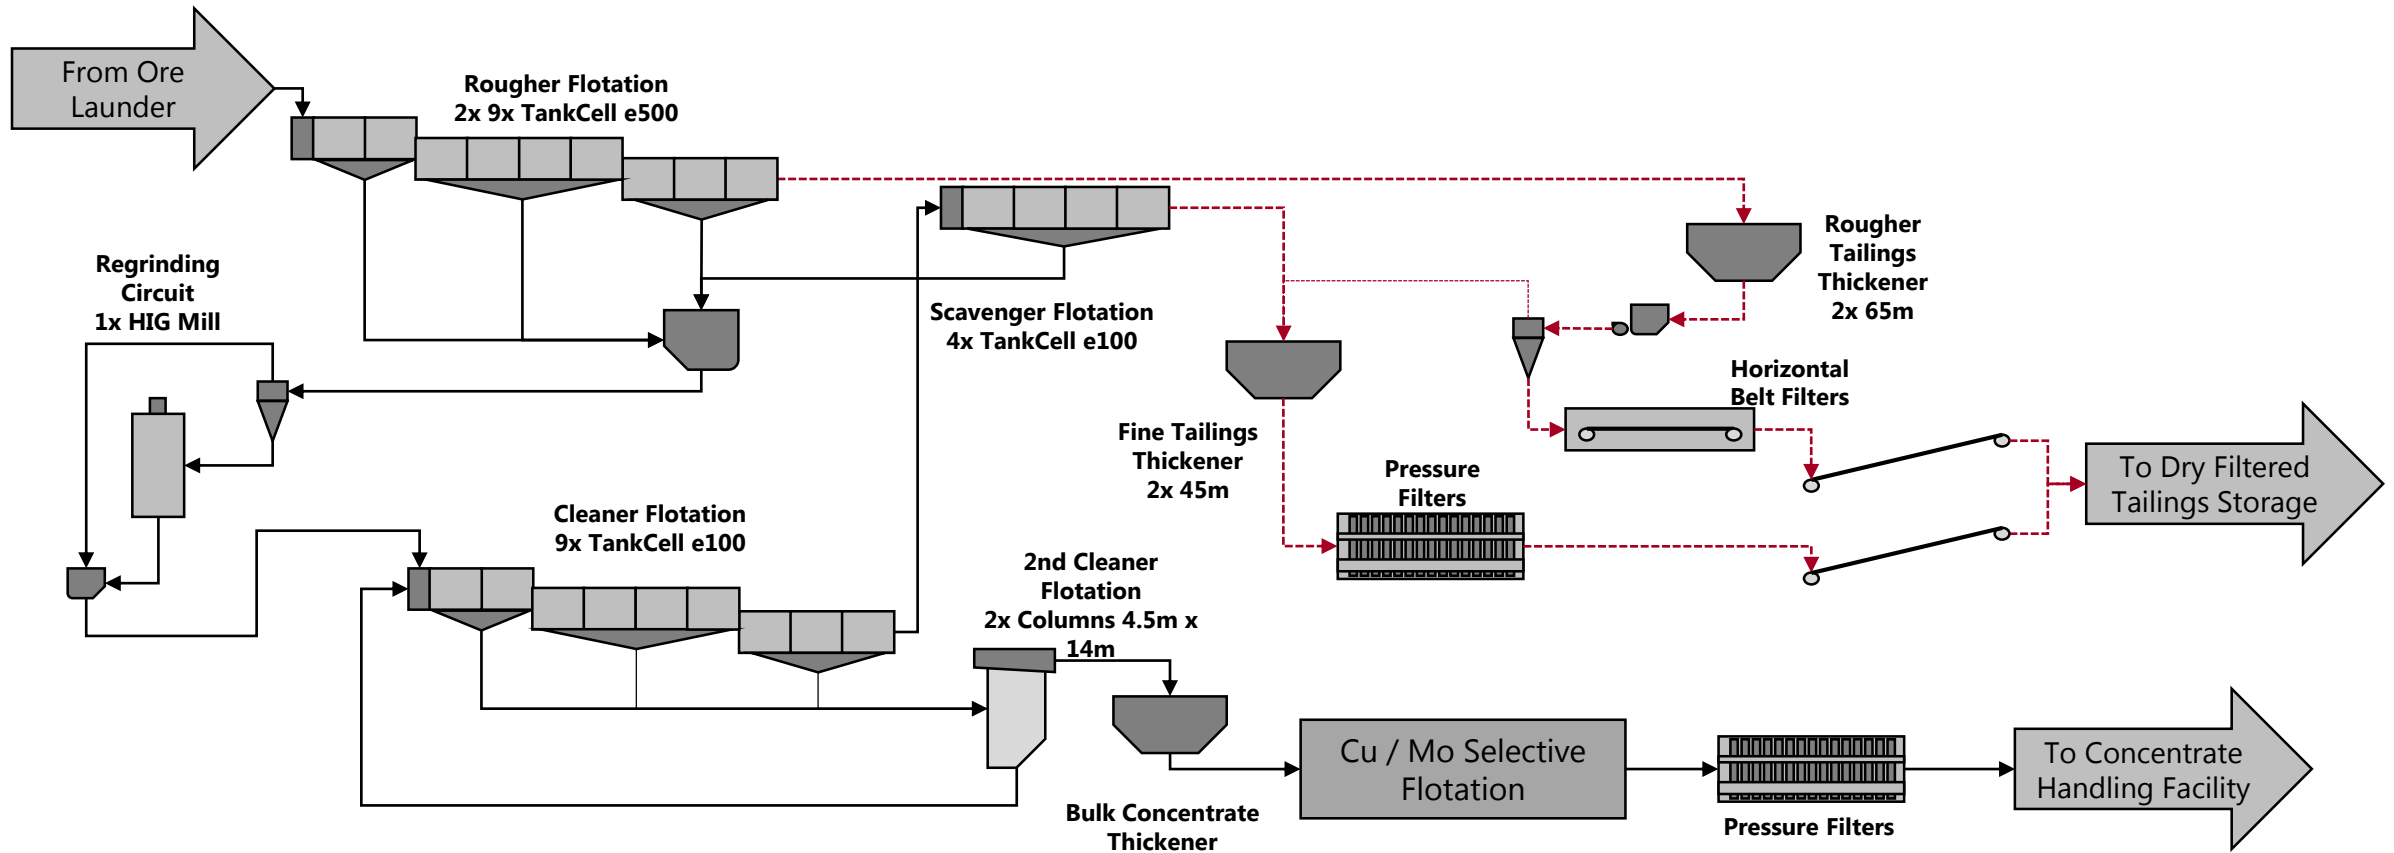 From Ore
Launder
Rougher Flotation
2x 9x TankCell e500
Regrinding
Circuit
1x HIG Mill
Scavenger Flotation
4x TankCell e100
Rougher
Tailings
Thickener
2x 65m
Horizontal
Belt Filters
Fine Tailings
Thickener
2x 45m
Pressure
Filters
To Dry Filtered
Tailings Storage
Cleaner Flotation
9x TankCell e100
2nd Cleaner
Flotation
2x Columns 4.5m x
14m
Bulk Concentrate
Thickener
Cu / Mo Selective
Flotation
Pressure Filters
To Concentrate
Handling Facility